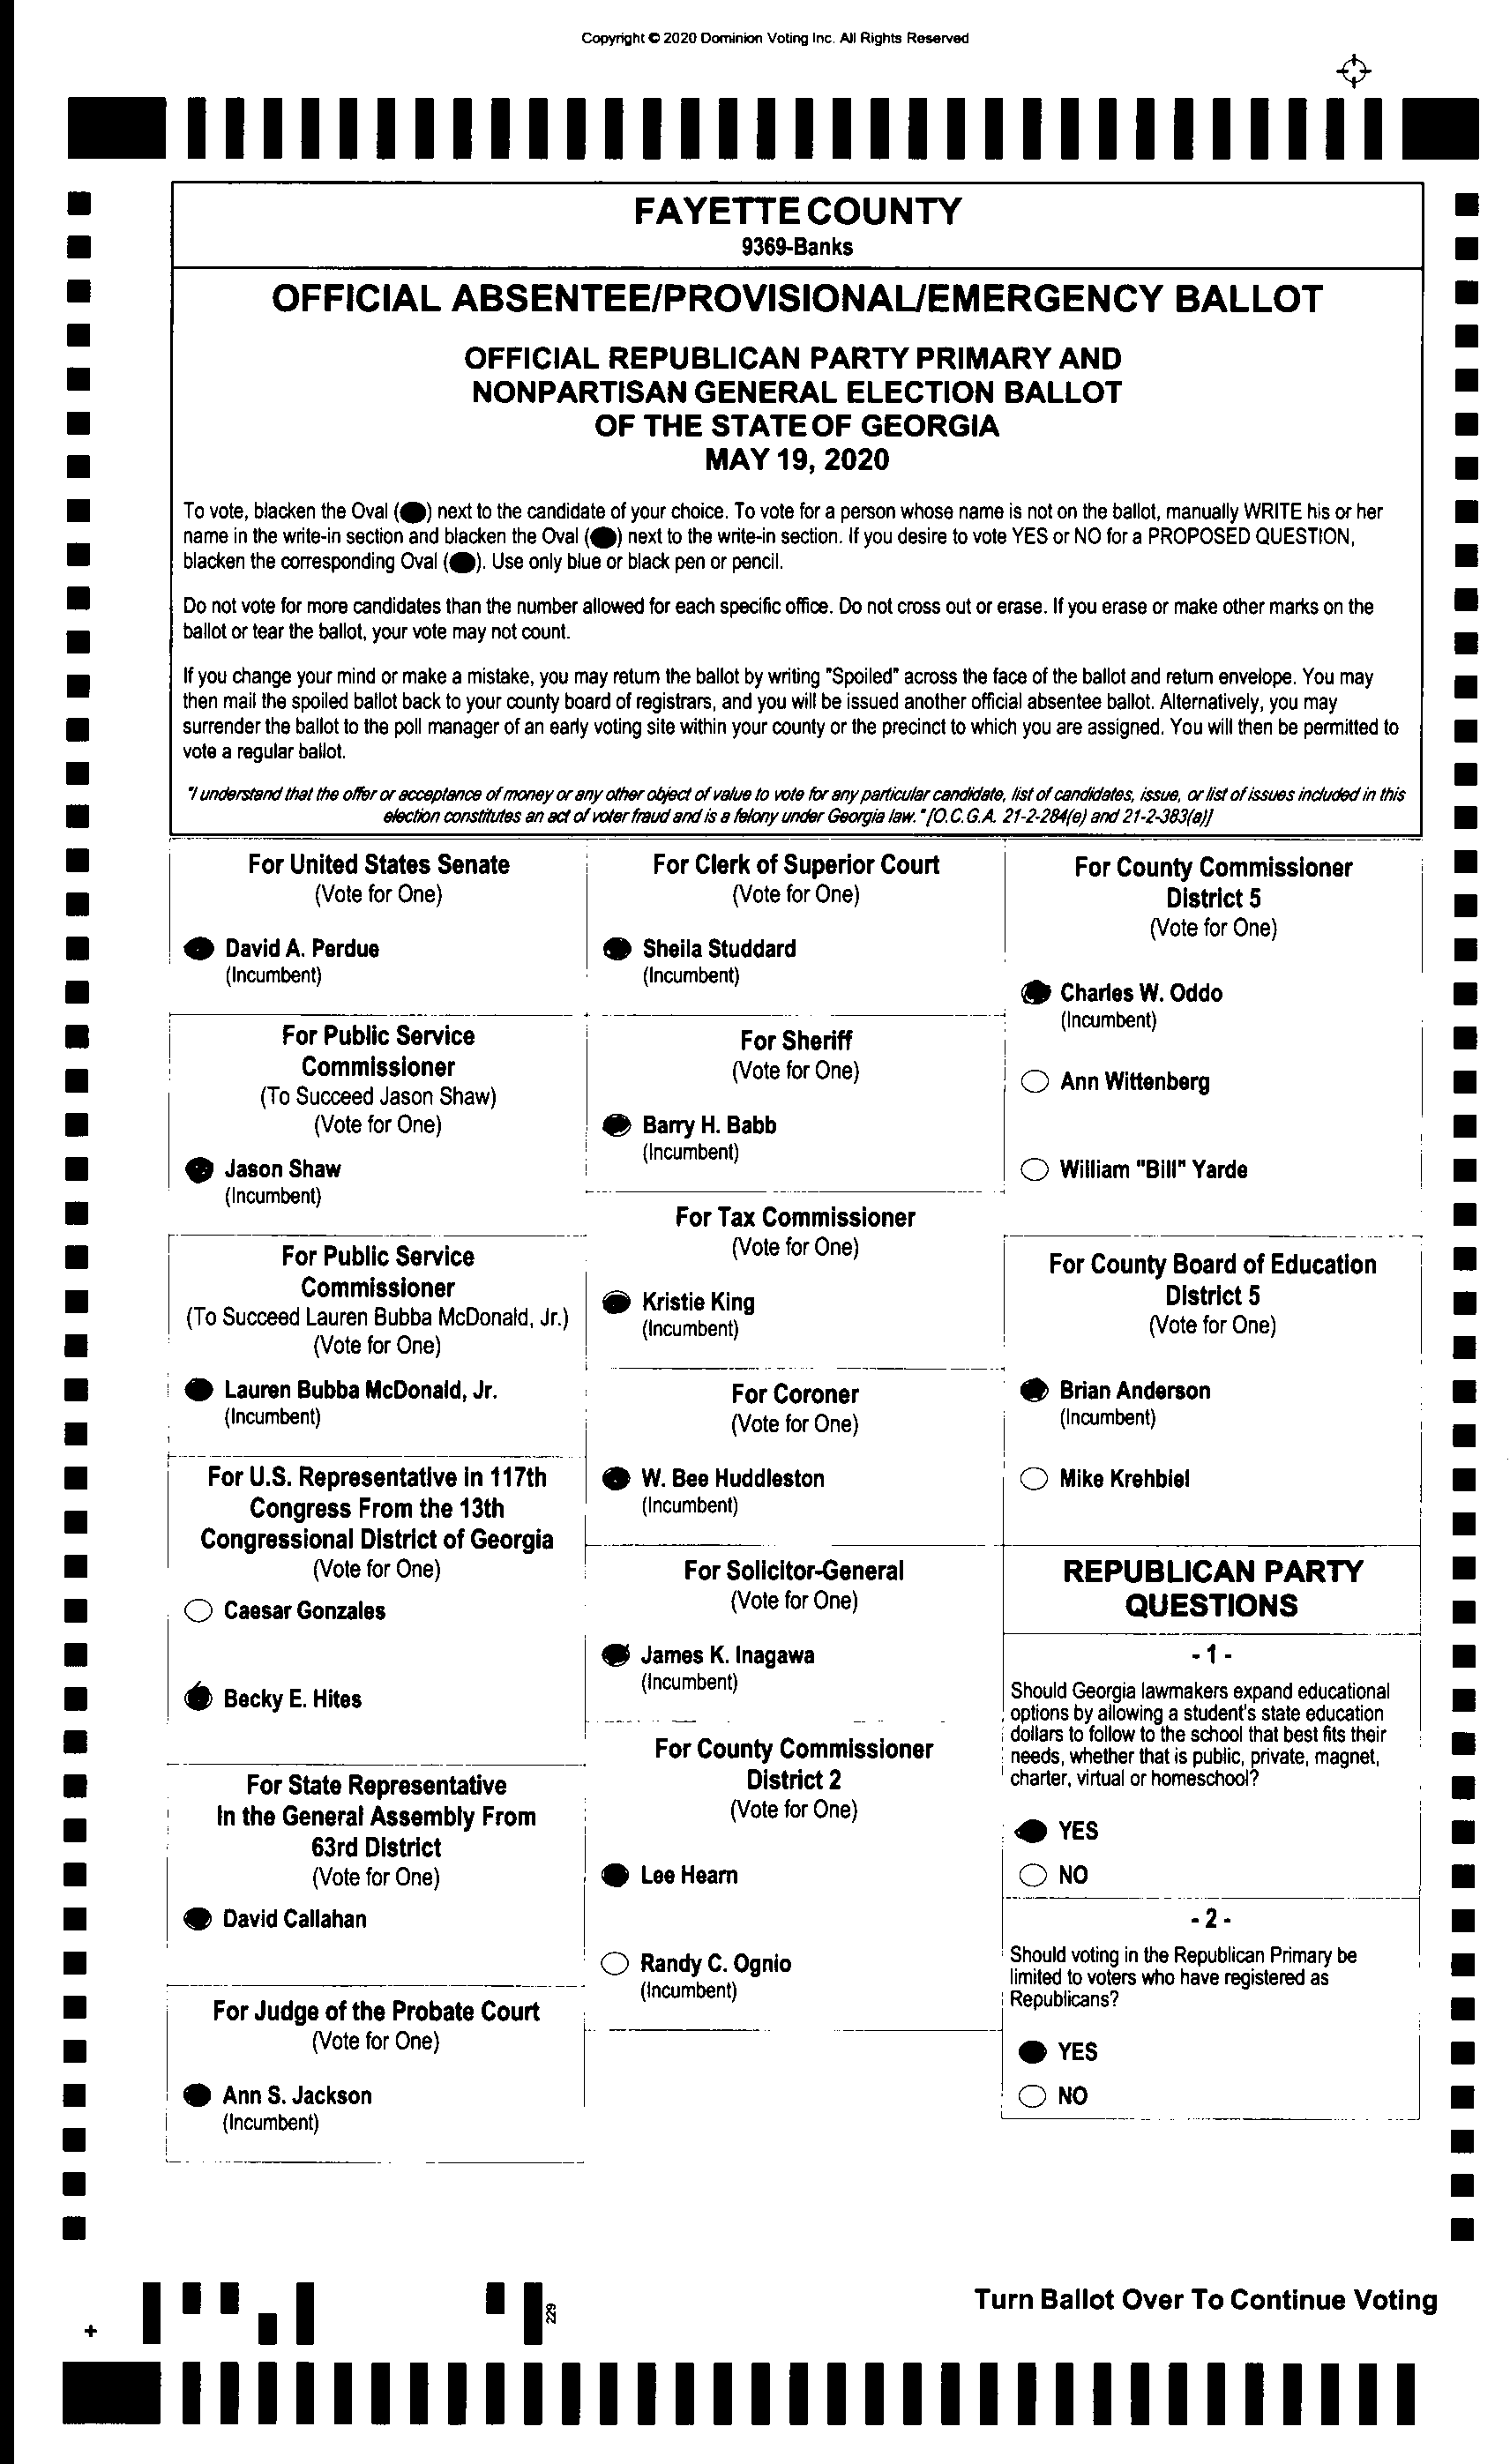 Copyright © 2020 Dominion Voting Inc. All Rights Reserved
FAYETTE COUNTY
9369-Banks
OFFICIAL ABSENTEE/PROVISIONAL/EMERGENCY BALLOT
OFFICIAL REPUBLICAN PARTY PRIMARY AND
NONPARTISAN GENERAL ELECTION BALLOT
OF THE STATE OF GEORGIA
MAY 19, 2020
To vote, blacken the Oval ( ) next to the candidate of your choice. To vote for a person whose name is not on the ballot, manually WRITE his or her
name in the write-in section and blacken the Oval ( ) next to the write-in section. If you desire to vote YES or NO for a PROPOSED QUESTION,
blacken the corresponding Oval ( ). Use only blue or black pen or pencil.
Do not vote for more candidates than the number allowed for each specific office. Do not cross out or erase. If you erase or make other marks on the
ballot or tear the ballot, your vote may not count.
If you change your mind or make a mistake, you may return the ballot by writing "Spoiled" across the face of the ballot and return envelope. You may
then mail the spoiled ballot back to your county board of registrars, and you will be issued another official absentee ballot. Alternatively, you may
surrender the ballot to the poll manager of an early voting site within your county or the precinct to which you are assigned. You will then be permitted to
vote a regular ballot.
"I understand that the offer or acceptance of money or any other object of value to vote for any particular candidate, list of candidates, issue, or list of issues included in this
election constitutes an act of voter fraud and is a felony under Georgia law." [O.C.G.A. 21-2-284(e) and 21-2-383(a)]
For United States Senate
(Vote for One)
David A. Perdue
(Incumbent)
For Public Service
Commissioner
(To Succeed Jason Shaw)
(Vote for One)
Jason Shaw
(Incumbent)
For Public Service
Commissioner
(To Succeed Lauren Bubba McDonald, Jr.)
(Vote for One)
Lauren Bubba McDonald, Jr.
(Incumbent)
For U.S. Representative in 117th
Congress From the 13th
Congressional District of Georgia
(Vote for One)
Caesar Gonzales
Becky E. Hites
For State Representative
In the General Assembly From
63rd District
(Vote for One)
David Callahan
For Judge of the Probate Court
(Vote for One)
Ann S. Jackson
(Incumbent)
For Clerk of Superior Court
(Vote for One)
Sheila Studdard
(Incumbent)
For Sheriff
(Vote for One)
Barry H. Babb
(Incumbent)
For Tax Commissioner
(Vote for One)
Kristie King
(Incumbent)
For Coroner
(Vote for One)
W. Bee Huddleston
(Incumbent)
For Solicitor-General
(Vote for One)
James K. Inagawa
(Incumbent)
For County Commissioner
District 2
(Vote for One)
Lee Hearn
Randy C. Ognio
(Incumbent)
For County Commissioner
District 5
(Vote for One)
Charles W. Oddo
(Incumbent)
Ann Wittenberg
William "Bill" Yarde
For County Board of Education
District 5
(Vote for One)
Brian Anderson
(Incumbent)
Mike Krehbiel
REPUBLICAN PARTY
QUESTIONS
- 1 -
Should Georgia lawmakers expand educational
options by allowing a student's state education
dollars to follow to the school that best fits their
needs, whether that is public, private, magnet,
charter, virtual or homeschool?
YES
NO
- 2 -
Should voting in the Republican Primary be
limited to voters who have registered as
Republicans?
YES
NO
229
Turn Ballot Over To Continue Voting